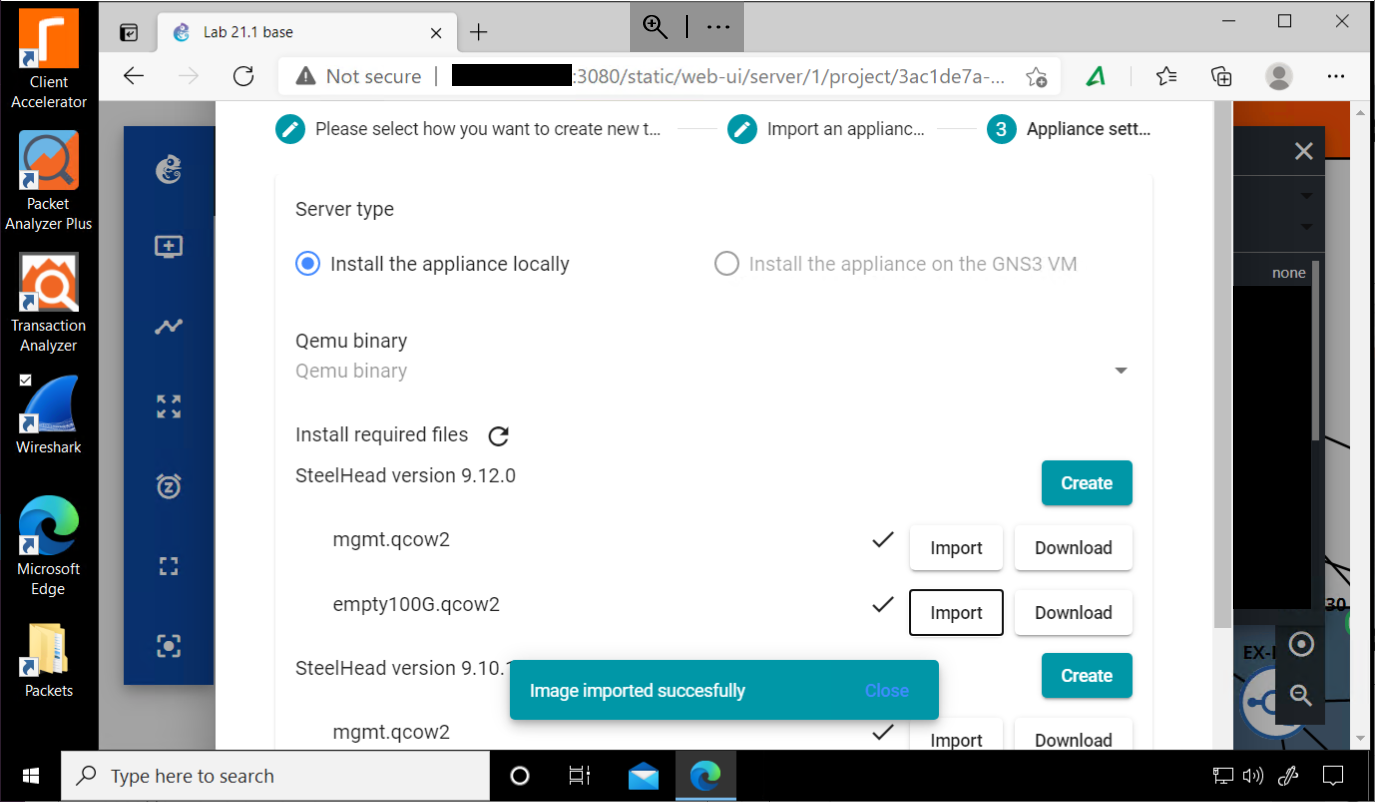 Client
Accelerator
Packet
Analyzer Plus
Transaction
Analyzer
Wireshark
Microsoft
Edge
Packets
Lab 21.1 base
Not secure
:3080/static/web-ui/server/1/project/3ac1de7a-...
Please select how you want to create new t...
Import an applianc...
3
Appliance sett...
Server type
Install the appliance locally
Install the appliance on the GNS3 VM
Qemu binary
Qemu binary
Install required files
SteelHead version 9.12.0
Create
mgmt.qcow2
Import
Download
empty100G.qcow2
Import
Download
SteelHead version 9.10.1
Create
Image imported succesfully
Close
mgmt.qcow2
Import
Download
none
30
EX-
Type here to search